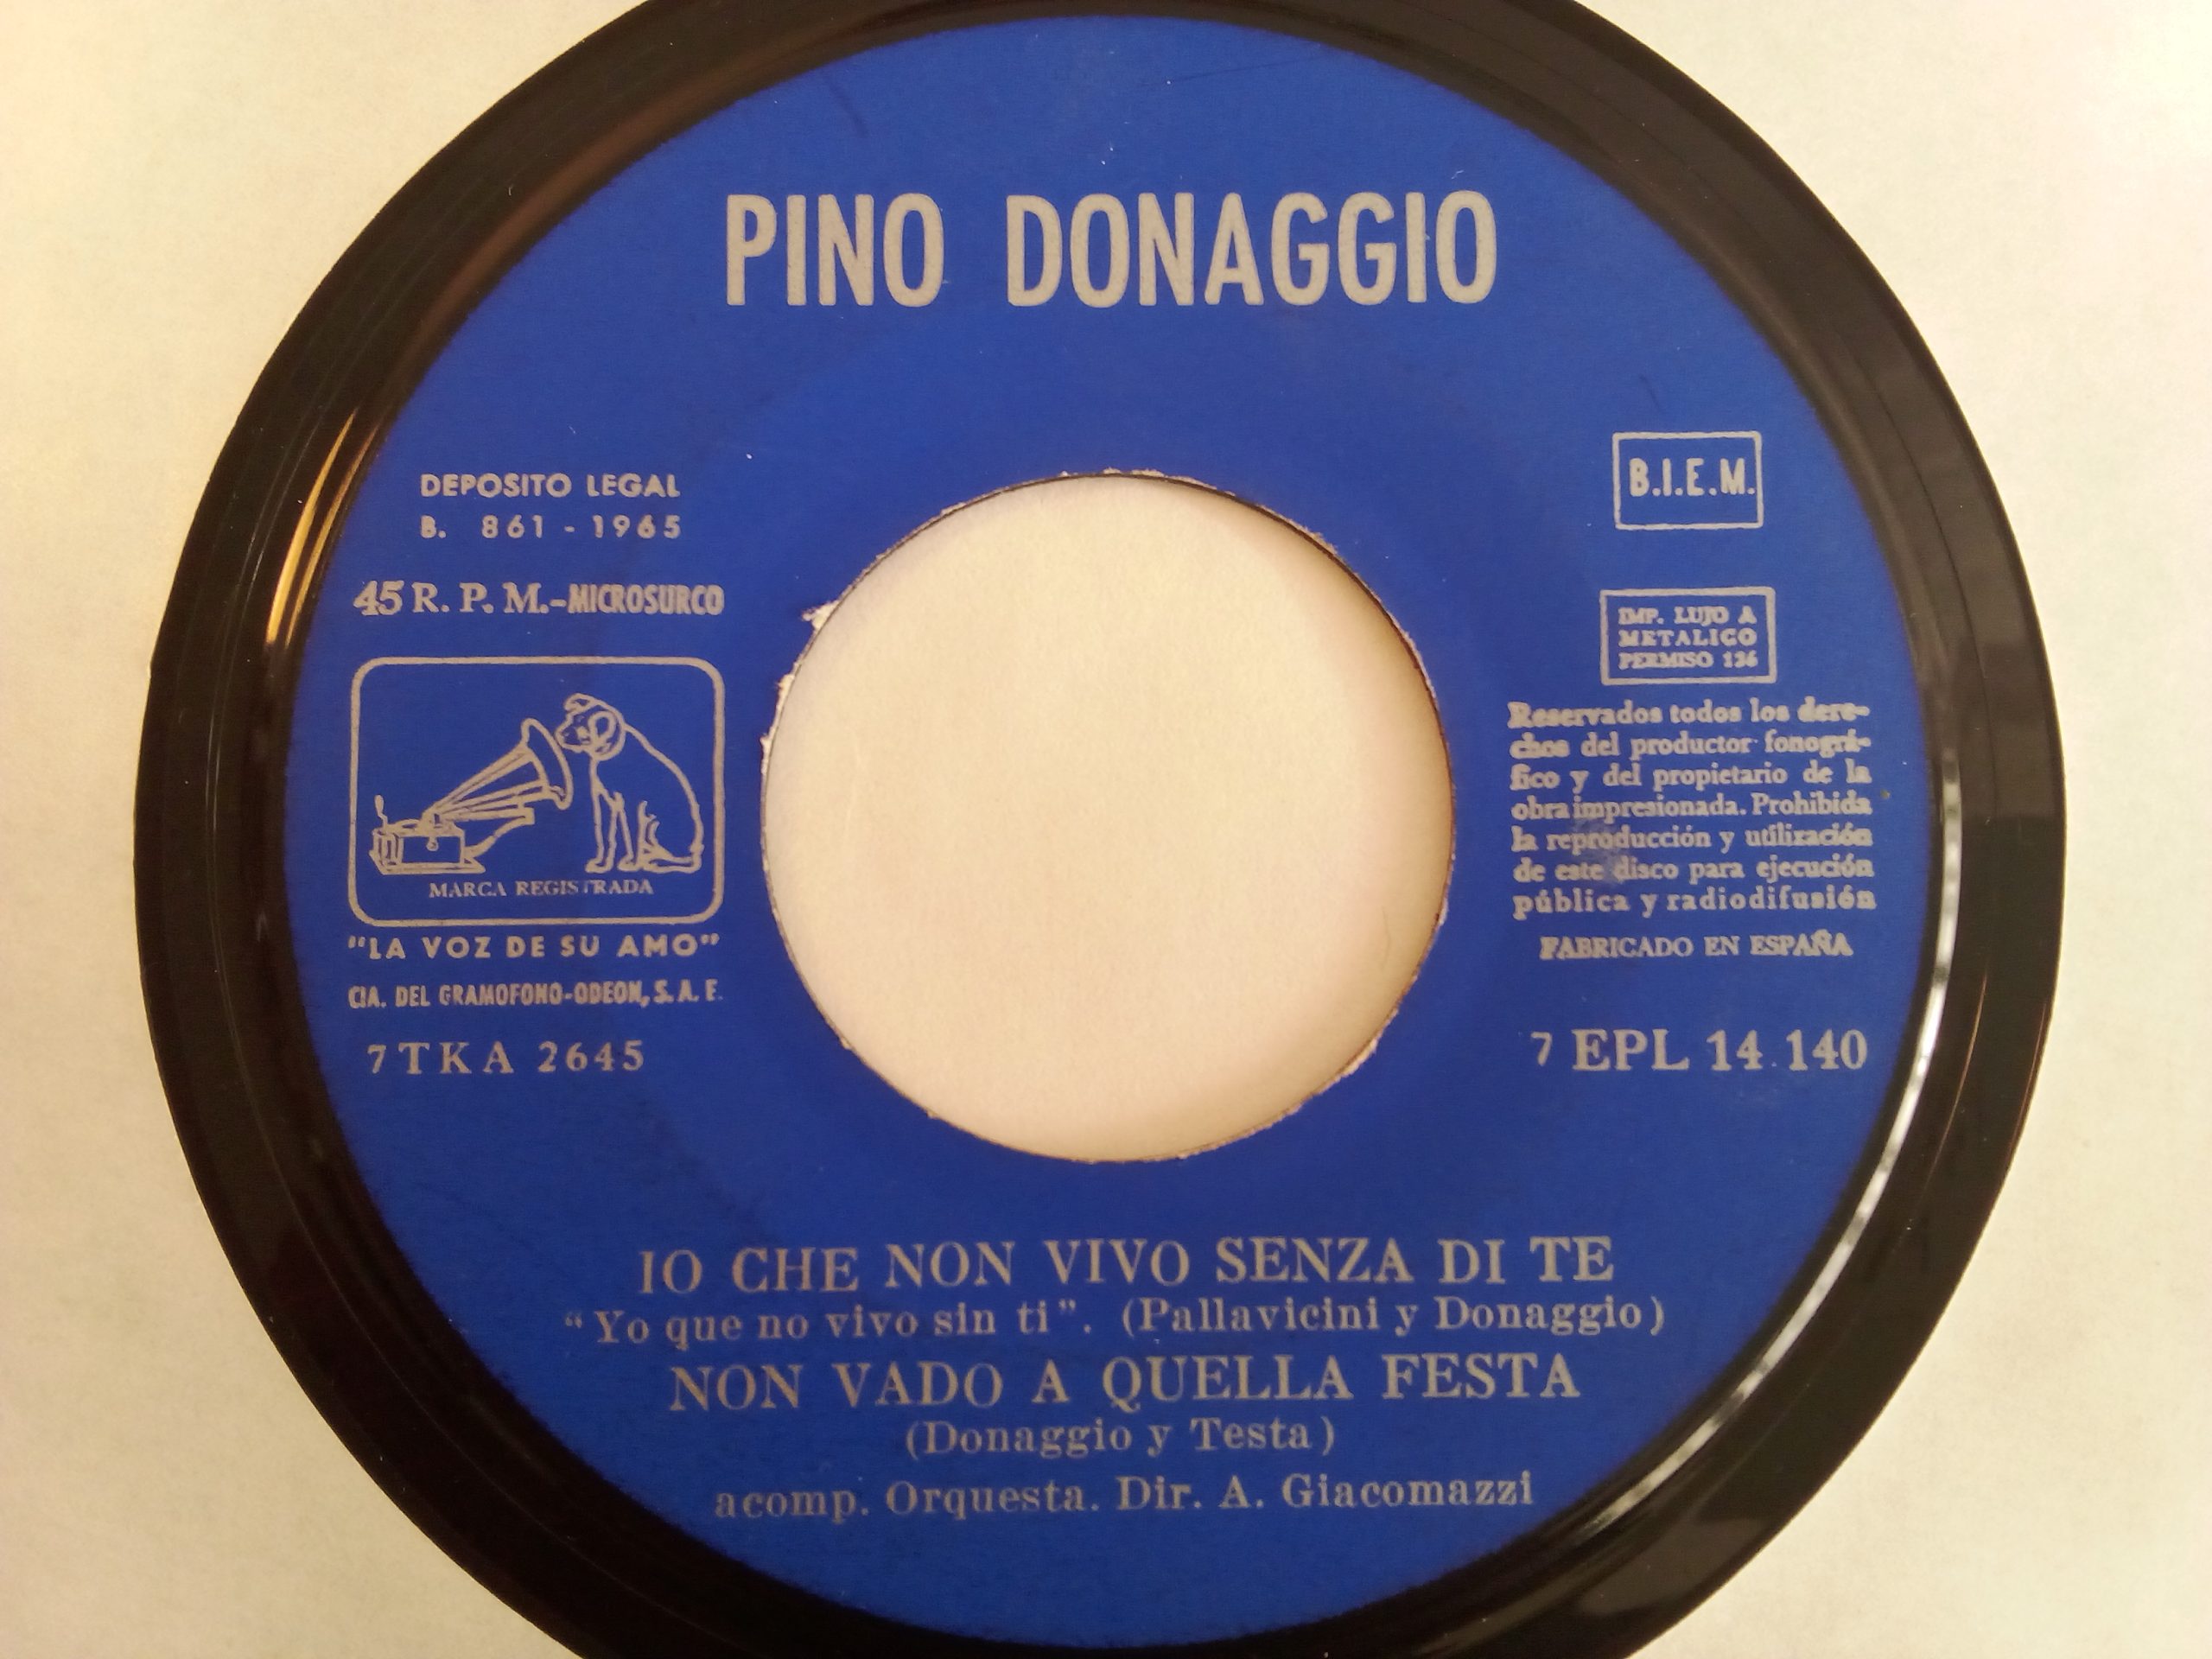 PINO DONAGGIO
DEPOSITO LEGAL
B. 861 - 1965
45 R. P. M.-MICROSURCO
MARCA REGISTRADA
"LA VOZ DE SU AMO"
CIA. DEL GRAMOFONO-ODEON, S. A. E.
7 TKA 2645
B.I.E.M.
IMP. LUJO A
METALICO
PERMISO 136
Reservados todos los dere-
chos del productor fonográ-
fico y del propietario de la
obra impresionada. Prohibida
la reproducción y utilización
de este disco para ejecución
pública y radiodifusión
FABRICADO EN ESPAÑA
7 EPL 14.140
IO CHE NON VIVO SENZA DI TE
"Yo que no vivo sin ti". (Pallavicini y Donaggio)
NON VADO A QUELLA FESTA
(Donaggio y Testa)
acomp. Orquesta. Dir. A. Giacomazzi